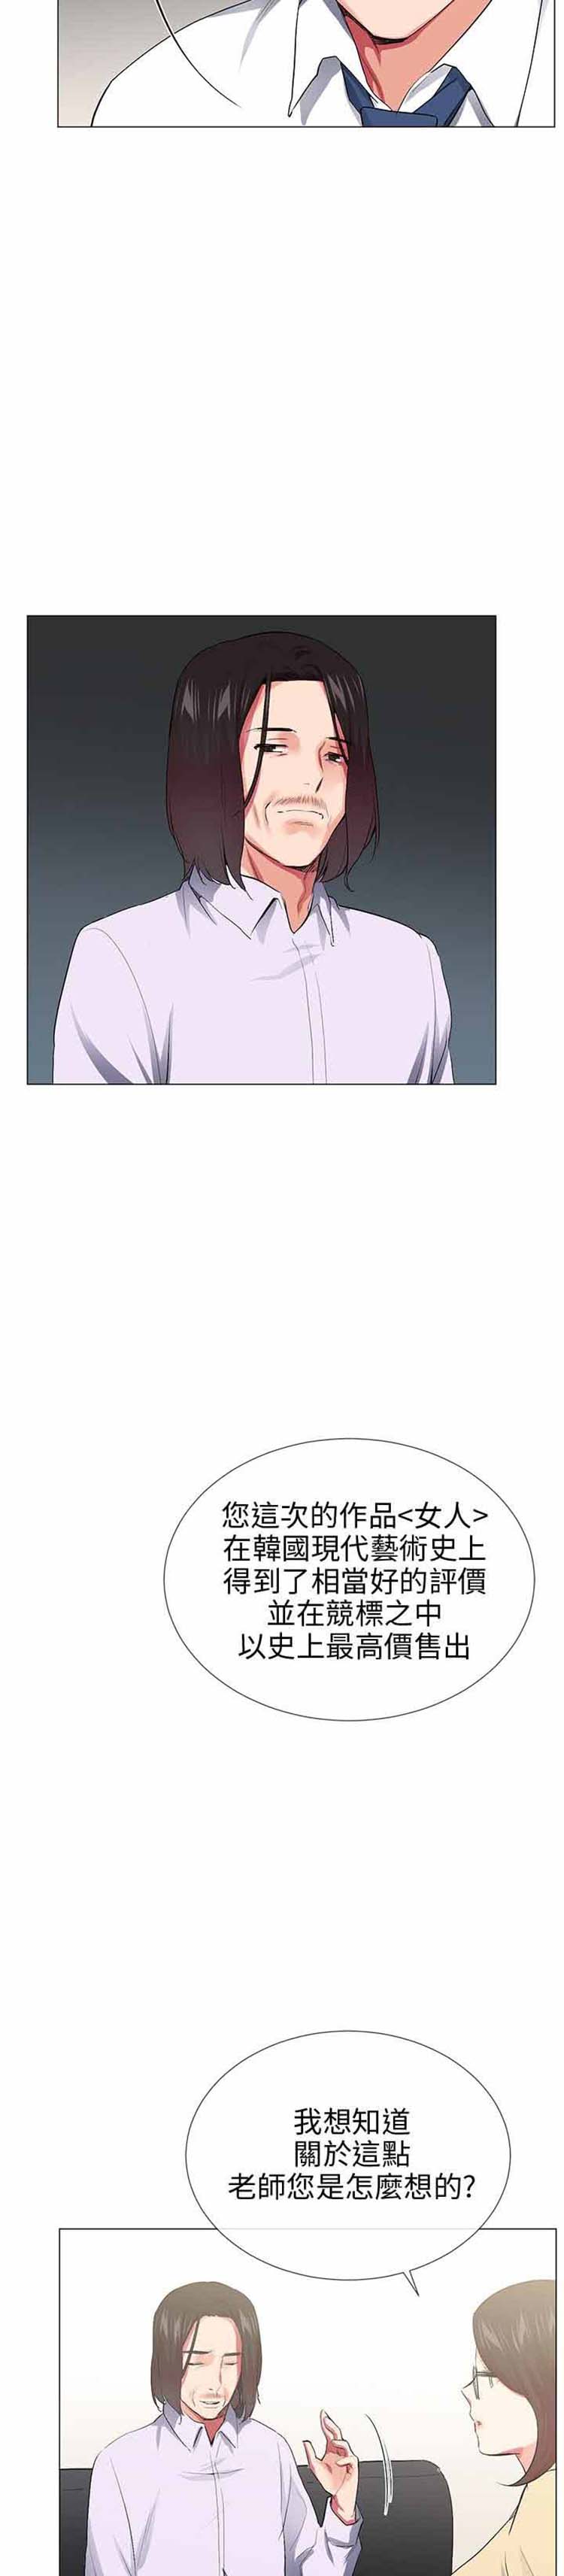 您這次的作品<女人>
在韓國現代藝術史上
得到了相當好的評價
並在競標之中
以史上最高價售出
我想知道
關於這點
老師您是怎麼想的?